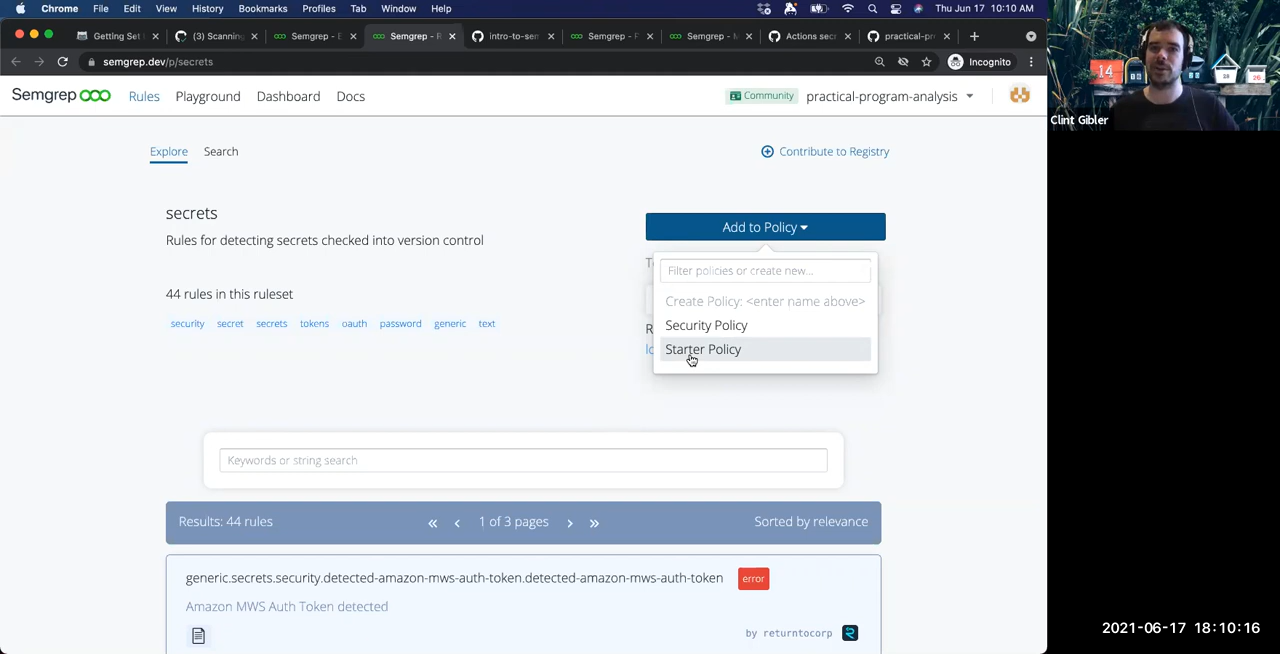 Chrome File Edit View History Bookmarks Profiles Tab Window Help Thu Jun 17 10:10 AM
Getting Set (3) Scanning Semgrep - E Semgrep - R intro-to-sem Semgrep - F Semgrep - M Actions secr practical-pro
semgrep.dev/p/secrets Incognito
Semgrep Rules Playground Dashboard Docs Community practical-program-analysis
14
Clint Gibler
Explore Search Contribute to Registry
secrets
Add to Policy
Rules for detecting secrets checked into version control
Filter policies or create new...
44 rules in this ruleset
Create Policy: <enter name above>
security secret secrets tokens oauth password generic text
Security Policy
Starter Policy
Keywords or string search
Results: 44 rules « ‹ 1 of 3 pages › » Sorted by relevance
generic.secrets.security.detected-amazon-mws-auth-token.detected-amazon-mws-auth-token error
Amazon MWS Auth Token detected
by returntocorp
2021-06-17 18:10:16